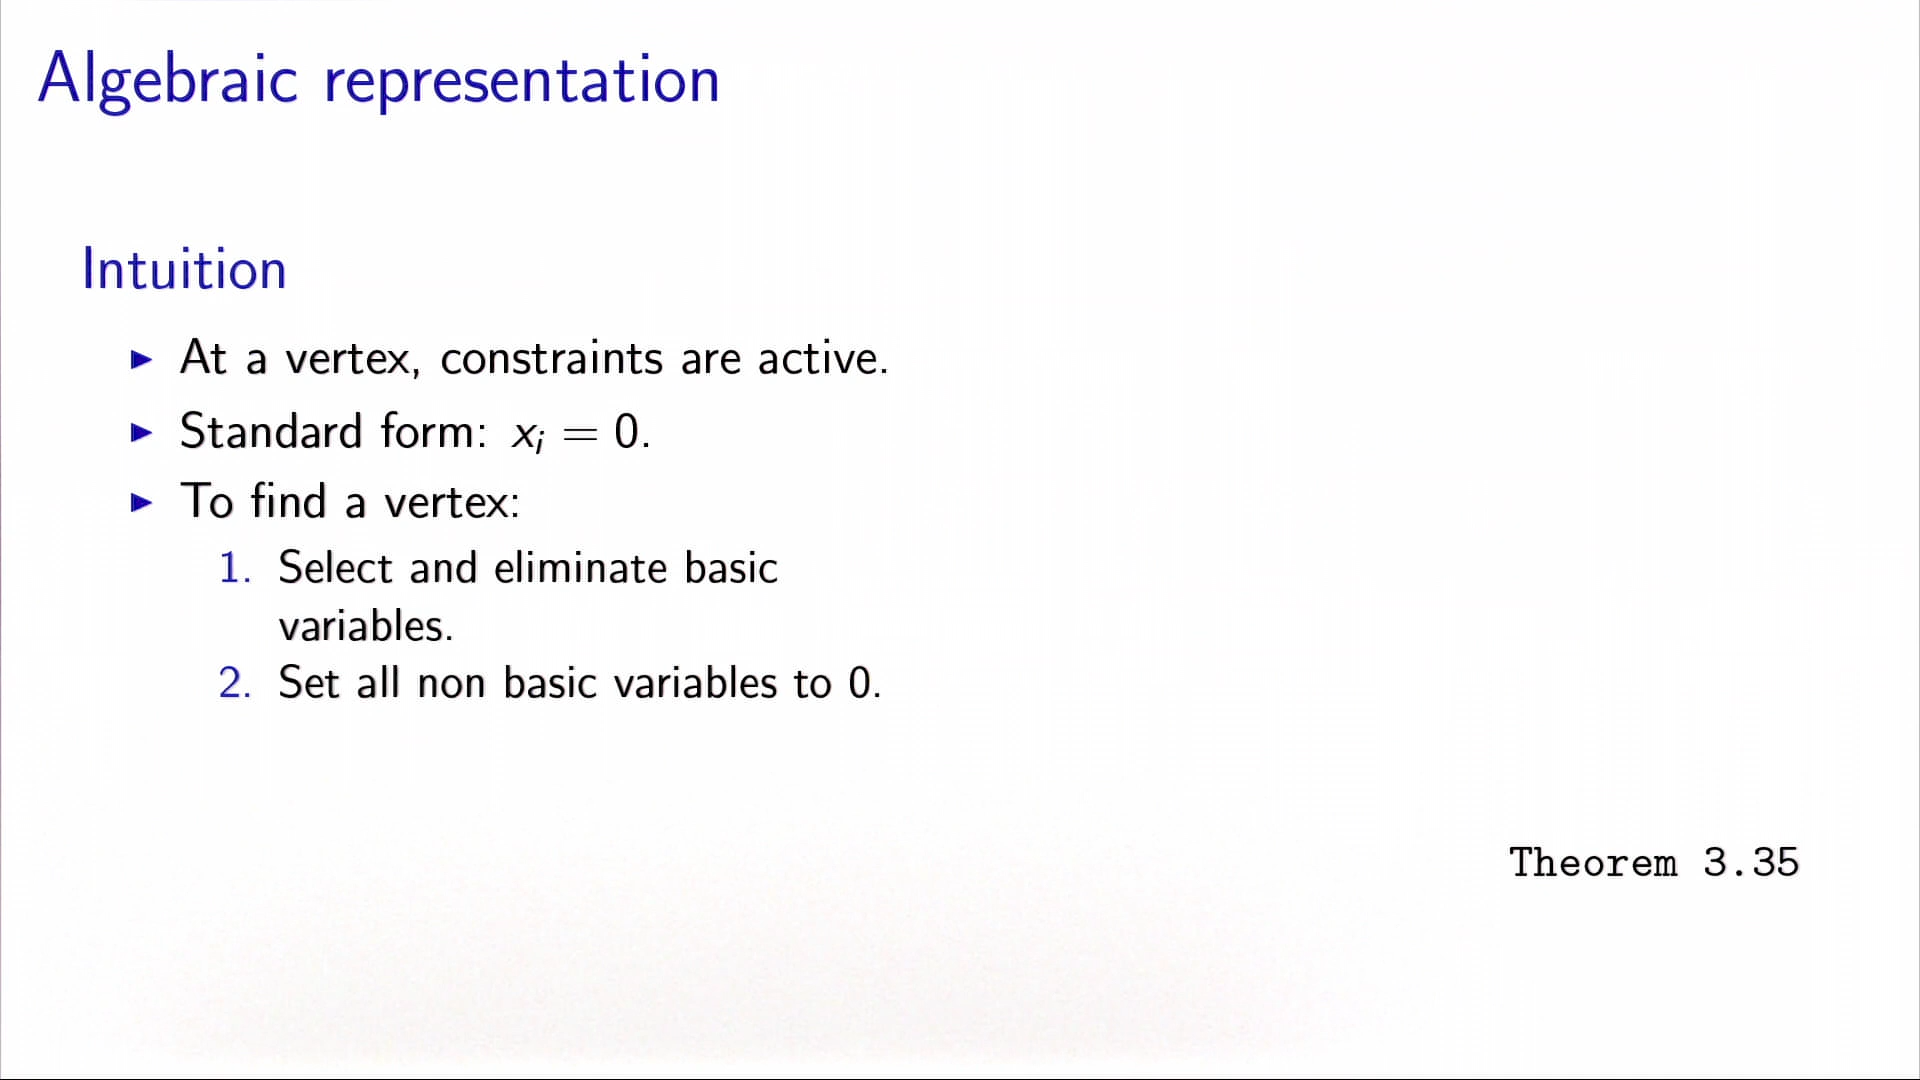 Algebraic representation
Intuition
▶ At a vertex, constraints are active.
▶ Standard form: xᵢ = 0.
▶ To find a vertex:
1. Select and eliminate basic
variables.
2. Set all non basic variables to 0.
Theorem 3.35